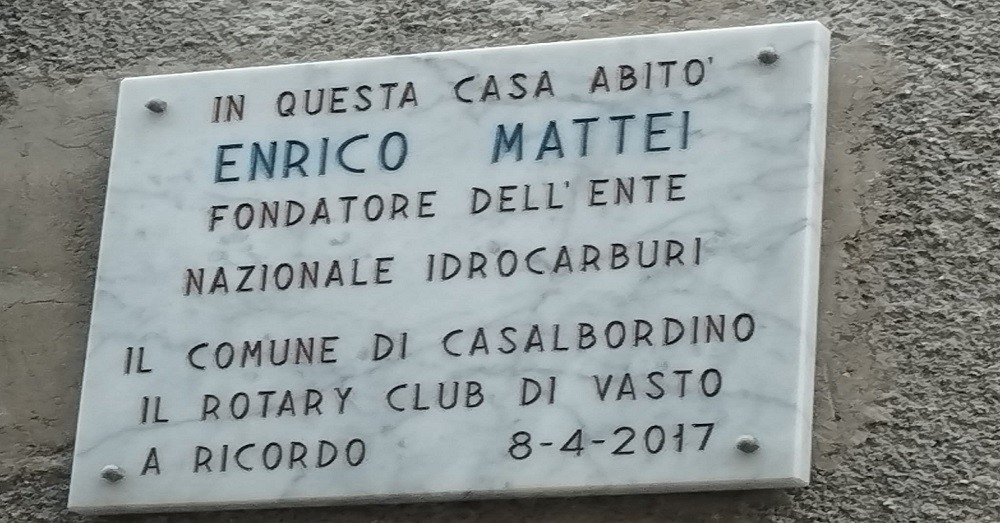 IN QUESTA CASA ABITO'
ENRICO MATTEI
FONDATORE DELL'ENTE
NAZIONALE IDROCARBURI
IL COMUNE DI CASALBORDINO
IL ROTARY CLUB DI VASTO
A RICORDO 8-4-2017